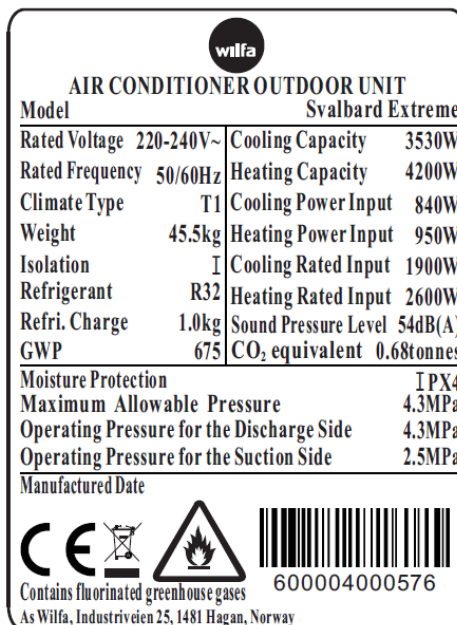 wilfa
AIR CONDITIONER OUTDOOR UNIT
Model Svalbard Extreme
Rated Voltage 220-240V~
Rated Frequency 50/60Hz
Climate Type T1
Weight 45.5kg
Isolation I
Refrigerant R32
Refri. Charge 1.0kg
GWP 675
Cooling Capacity 3530W
Heating Capacity 4200W
Cooling Power Input 840W
Heating Power Input 950W
Cooling Rated Input 1900W
Heating Rated Input 2600W
Sound Pressure Level 54dB(A)
CO₂ equivalent 0.68tonnes
Moisture Protection IPX4
Maximum Allowable Pressure 4.3MPa
Operating Pressure for the Discharge Side 4.3MPa
Operating Pressure for the Suction Side 2.5MPa
Manufactured Date
CE
600004000576
Contains fluorinated greenhouse gases
As Wilfa, Industriveien 25, 1481 Hagan, Norway